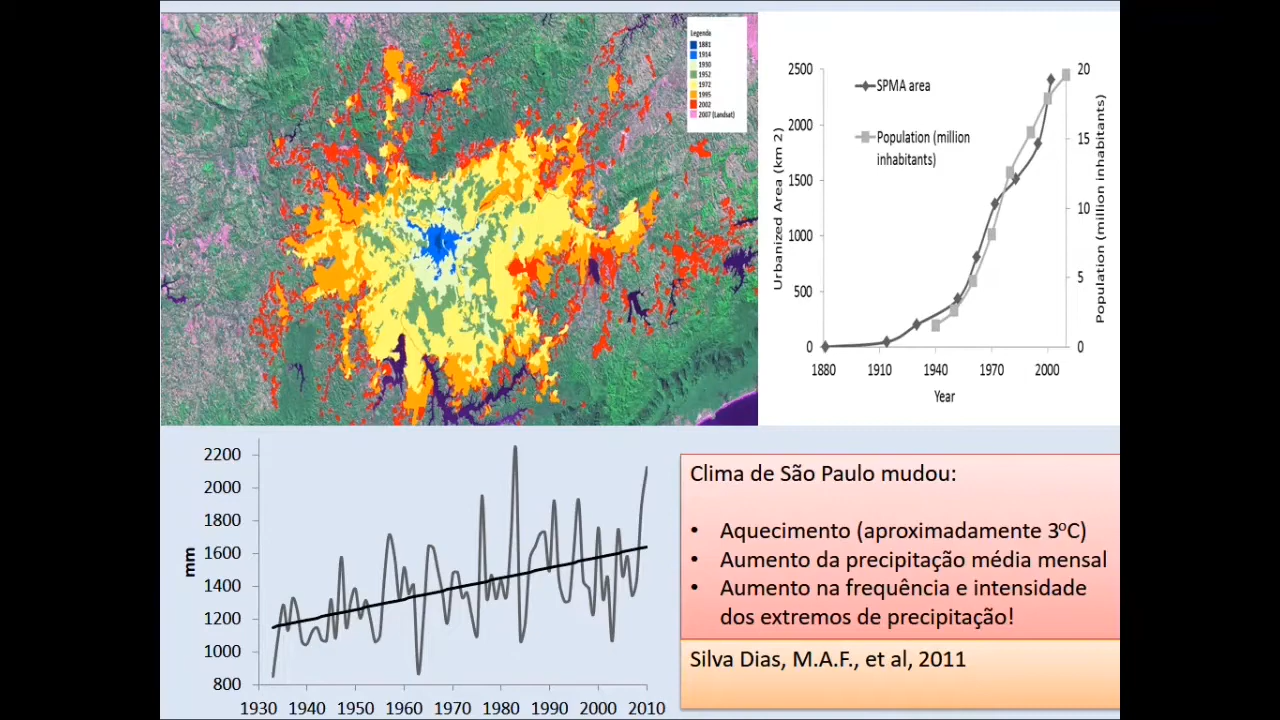 Legende
1881
1914
1930
1952
1972
1995
2002
2007 (Landsat)
SPMA area
Population (million
inhabitants)
Urbanized Area (km 2)
2500
2000
1500
1000
500
0
Population (million inhabitants)
20
15
10
5
0
1880 1910 1940 1970 2000
Year
mm
2200
2000
1800
1600
1400
1200
1000
800
1930 1940 1950 1960 1970 1980 1990 2000 2010
Clima de São Paulo mudou:
• Aquecimento (aproximadamente 3ºC)
• Aumento da precipitação média mensal
• Aumento na frequência e intensidade
dos extremos de precipitação!
Silva Dias, M.A.F., et al, 2011